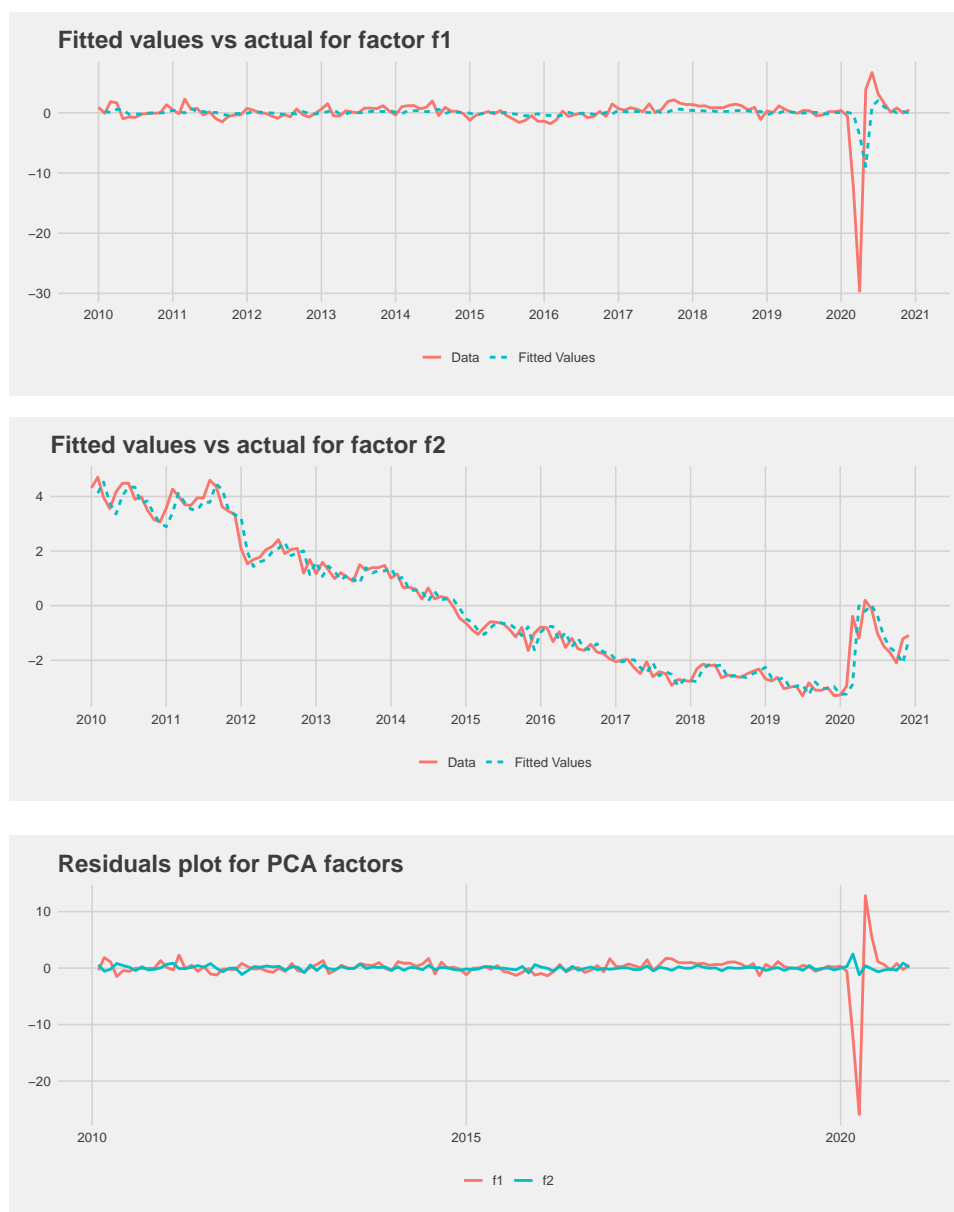 Fitted values vs actual for factor f1
0
−10
−20
−30
2010 2011 2012 2013 2014 2015 2016 2017 2018 2019 2020 2021
Data Fitted Values
Fitted values vs actual for factor f2
4
2
0
−2
2010 2011 2012 2013 2014 2015 2016 2017 2018 2019 2020 2021
Data Fitted Values
Residuals plot for PCA factors
10
0
−10
−20
2010 2015 2020
f1 f2